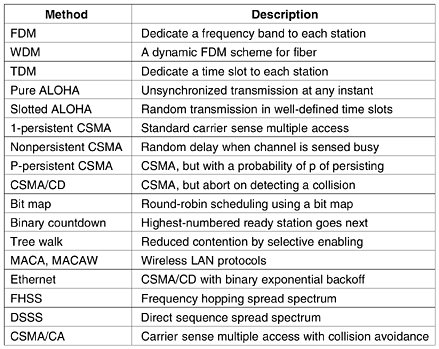 Method Description
FDM Dedicate a frequency band to each station
WDM A dynamic FDM scheme for fiber
TDM Dedicate a time slot to each station
Pure ALOHA Unsynchronized transmission at any instant
Slotted ALOHA Random transmission in well-defined time slots
1-persistent CSMA Standard carrier sense multiple access
Nonpersistent CSMA Random delay when channel is sensed busy
P-persistent CSMA CSMA, but with a probability of p of persisting
CSMA/CD CSMA, but abort on detecting a collision
Bit map Round-robin scheduling using a bit map
Binary countdown Highest-numbered ready station goes next
Tree walk Reduced contention by selective enabling
MACA, MACAW Wireless LAN protocols
Ethernet CSMA/CD with binary exponential backoff
FHSS Frequency hopping spread spectrum
DSSS Direct sequence spread spectrum
CSMA/CA Carrier sense multiple access with collision avoidance